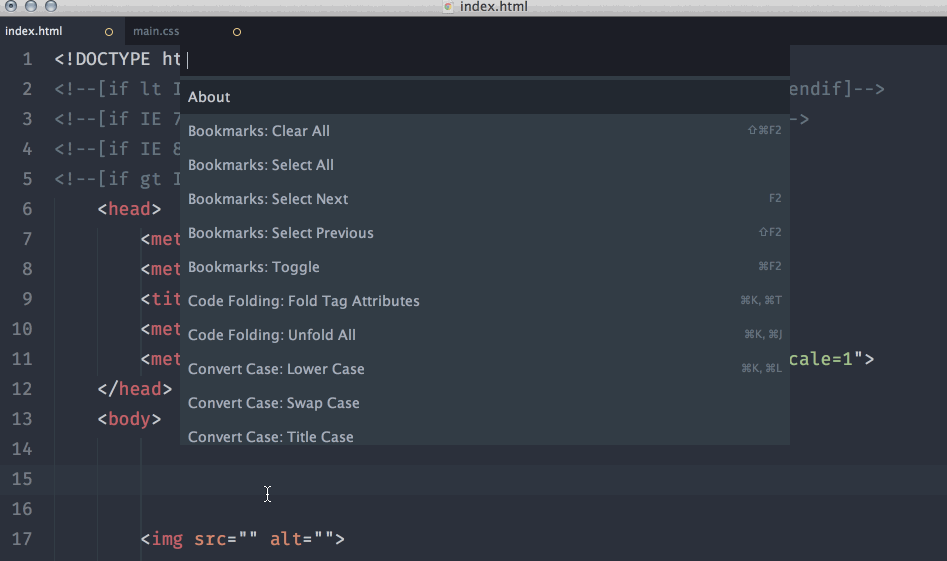 index.html
index.html main.css
1 <!DOCTYPE ht
About
2 <!--[if lt I endif]-->
Bookmarks: Clear All ⇧⌘F2
3 <!--[if IE 7 -->
Bookmarks: Select All
4 <!--[if IE 8
Bookmarks: Select Next F2
5 <!--[if gt I
6 <head>
Bookmarks: Select Previous ⇧F2
7 <met
Bookmarks: Toggle ⌘F2
8 <met
Code Folding: Fold Tag Attributes ⌘K, ⌘T
9 <tit
Code Folding: Unfold All ⌘K, ⌘J
10 <met
11 <met cale=1">
Convert Case: Lower Case ⌘K, ⌘L
12 </head>
Convert Case: Swap Case
13 <body>
Convert Case: Title Case
14
15
16
17 <img src="" alt="">